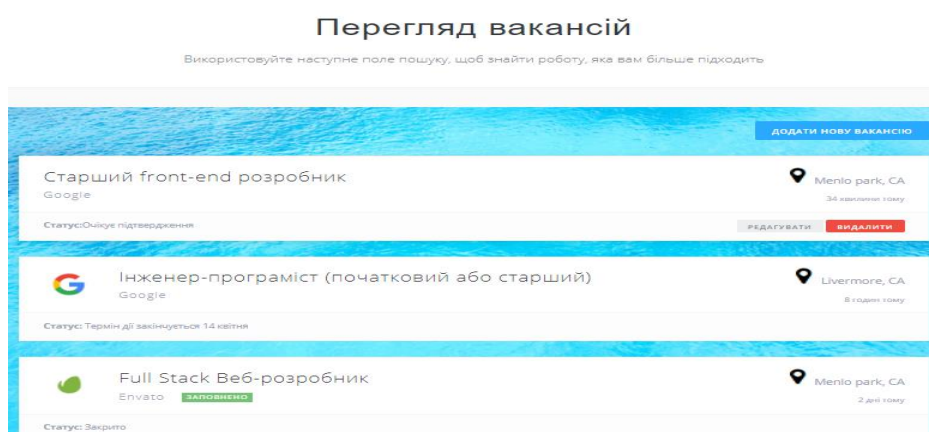 Перегляд вакансій
Використовуйте наступне поле пошуку, щоб знайти роботу, яка вам більше підходить
ДОДАТИ НОВУ ВАКАНСІЮ
Старший front-end розробник
Menlo park, CA
Google
34 хвилини тому
Статус:Очікує підтвердження
РЕДАГУВАТИ ВИДАЛИТИ
Інженер-програміст (початковий або старший)
Livermore, CA
Google
8 годин тому
Статус: Термін дії закінчується 14 квітня
Full Stack Веб-розробник
Menlo park, CA
Envato ЗАПОВНЕНО
2 дні тому
Статус: Закрито